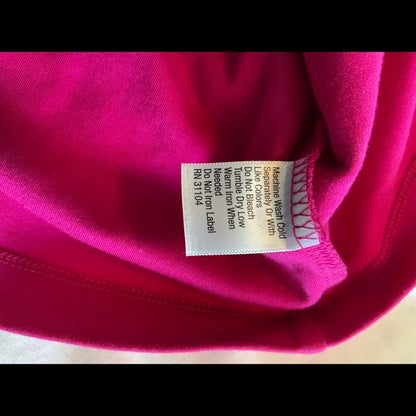 Machine Wash Cold
Separately Or With
Like Colors
Do Not Bleach
Tumble Dry Low
Warm Iron When
Needed
Do Not Iron Label
RN 31104